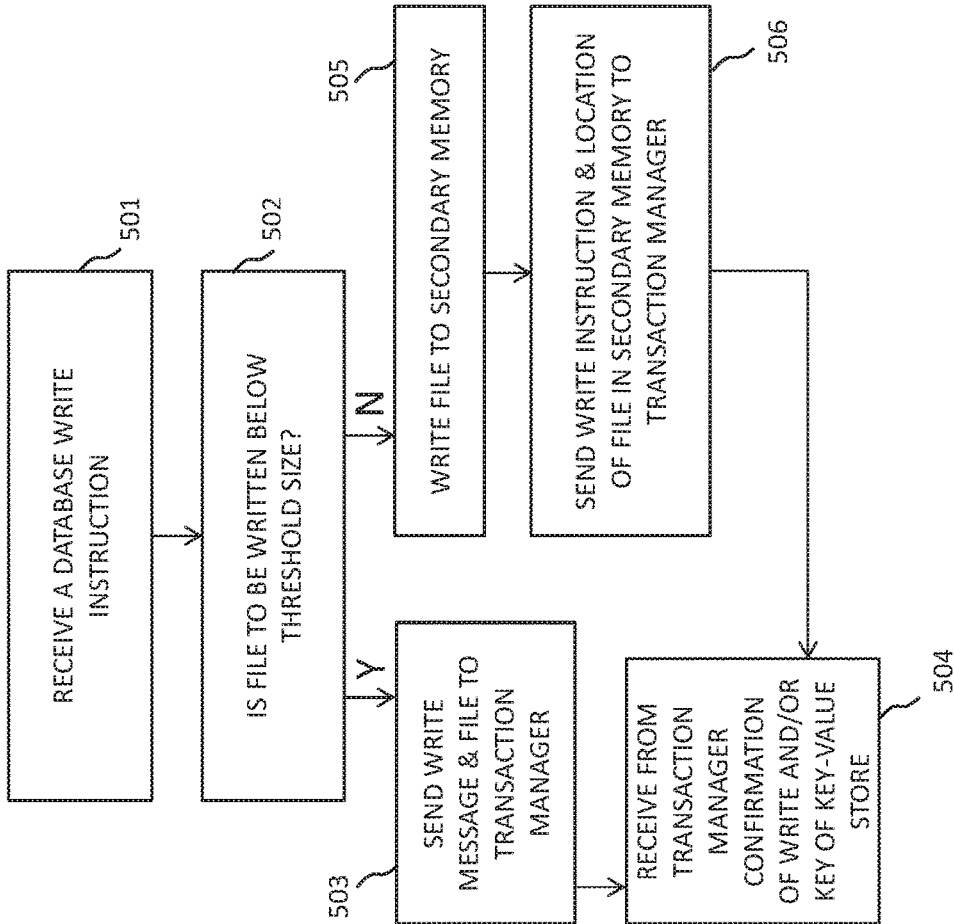 RECEIVE A DATABASE WRITE
INSTRUCTION
501
IS FILE TO BE WRITTEN BELOW
THRESHOLD SIZE?
502
Y
N
503
SEND WRITE
MESSAGE & FILE TO
TRANSACTION
MANAGER
505
WRITE FILE TO SECONDARY MEMORY
SEND WRITE INSTRUCTION & LOCATION
OF FILE IN SECONDARY MEMORY TO
TRANSACTION MANAGER
506
RECEIVE FROM
TRANSACTION
MANAGER
CONFIRMATION
OF WRITE AND/OR
KEY OF KEY-VALUE
STORE
504